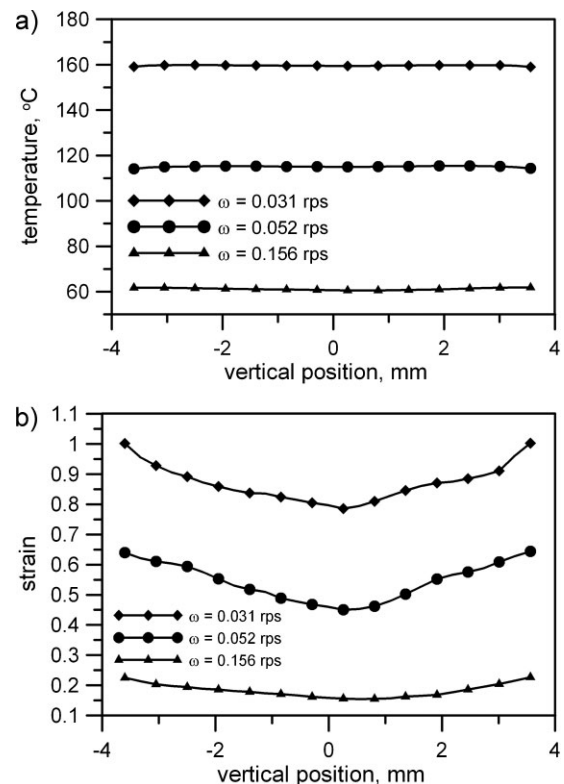 a)
180
160
140
120
100
80
60
temperature, °C
ω = 0.031 rps
ω = 0.052 rps
ω = 0.156 rps
-4 -2 0 2 4
vertical position, mm
b)
1.1
1
0.9
0.8
0.7
0.6
0.5
0.4
0.3
0.2
0.1
strain
ω = 0.031 rps
ω = 0.052 rps
ω = 0.156 rps
-4 -2 0 2 4
vertical position, mm